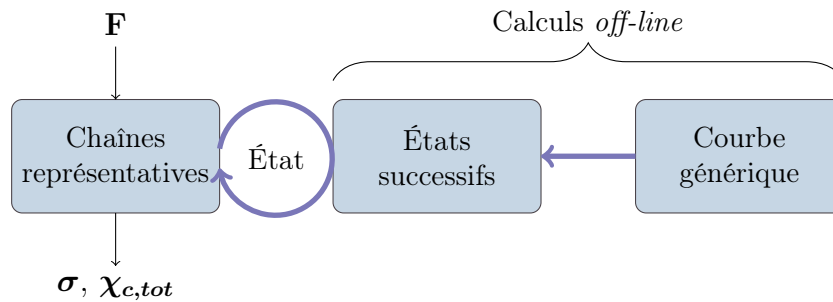 F
Calculs off-line
Chaînes
représentatives
État
États
successifs
Courbe
générique
σ, χc,tot